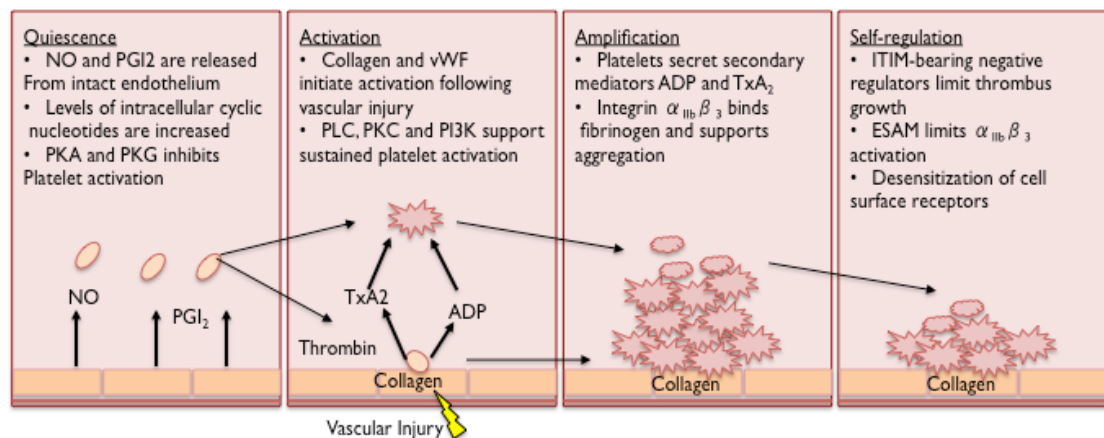 Quiescence
• NO and PGI2 are released
From intact endothelium
• Levels of intracellular cyclic
nucleotides are increased
• PKA and PKG inhibits
Platelet activation
NO
PGI₂
Activation
• Collagen and vWF
initiate activation following
vascular injury
• PLC, PKC and PI3K support
sustained platelet activation
TxA2
ADP
Thrombin
Collagen
Vascular Injury
Amplification
• Platelets secret secondary
mediators ADP and TxA₂
• Integrin α IIb β 3 binds
fibrinogen and supports
aggregation
Collagen
Self-regulation
• ITIM-bearing negative
regulators limit thrombus
growth
• ESAM limits α IIb β 3
activation
• Desensitization of cell
surface receptors
Collagen